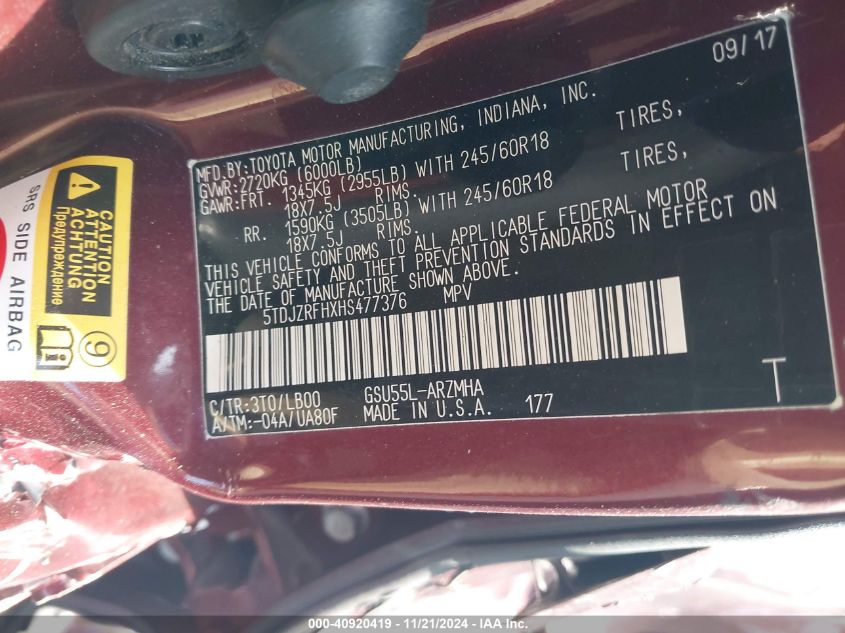 09/17
MFD.BY:TOYOTA MOTOR MANUFACTURING, INDIANA, INC.
GVWR:2720KG (6000LB)
GAWR:FRT. 1345KG (2955LB) WITH 245/60R18 TIRES,
18X7.5J RIMS.
RR. 1590KG (3505LB) WITH 245/60R18 TIRES,
18X7.5J RIMS.
THIS VEHICLE CONFORMS TO ALL APPLICABLE FEDERAL MOTOR
VEHICLE SAFETY AND THEFT PREVENTION STANDARDS IN EFFECT ON
THE DATE OF MANUFACTURE SHOWN ABOVE.
5TDJZRFHXHS477376 MPV
C/TR:3T0/LB00 GSU55L-ARZMHA
A/TM:-04A/UA80F MADE IN U.S.A. 177
T
SRS SIDE AIRBAG
CAUTION
ATTENTION
ACHTUNG
Предупреждение
9
i
000-40920419 - 11/21/2024 - IAA Inc.